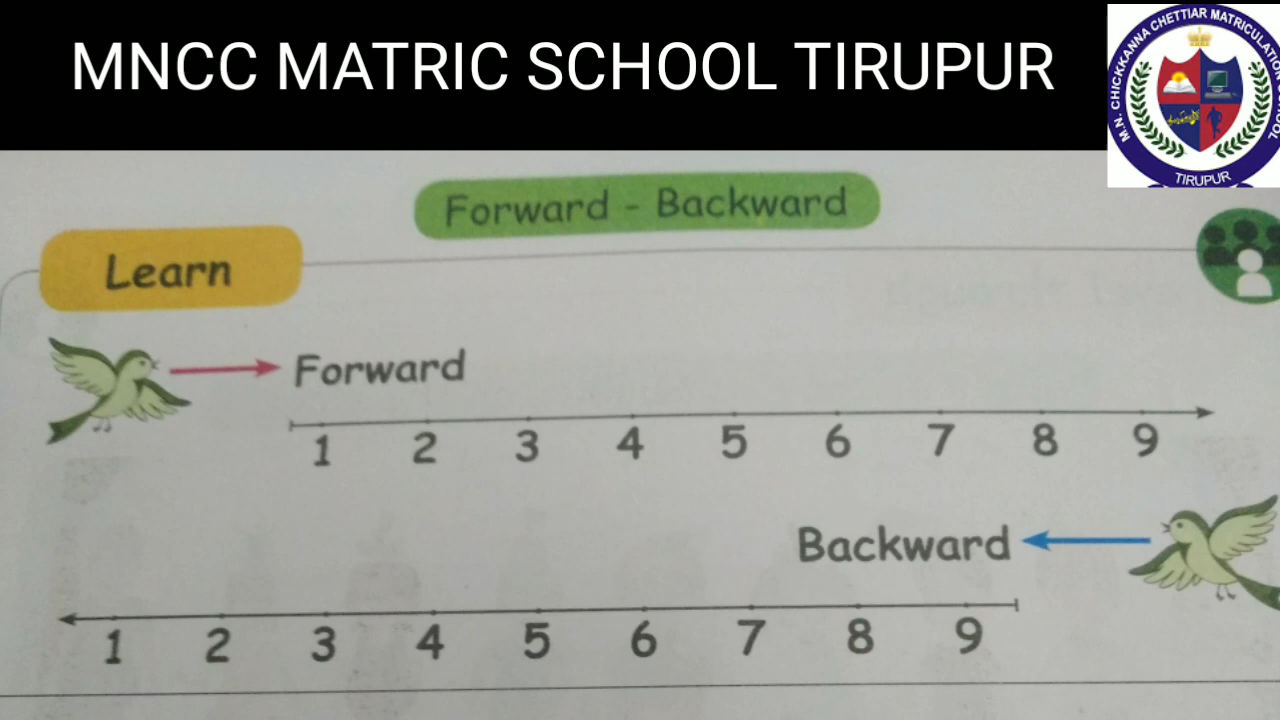 MNCC MATRIC SCHOOL TIRUPUR
M.N. CHICKKANNA CHETTIAR MATRICULATION SCHOOL
TIRUPUR
Forward - Backward
Learn
Forward
1 2 3 4 5 6 7 8 9
Backward
1 2 3 4 5 6 7 8 9